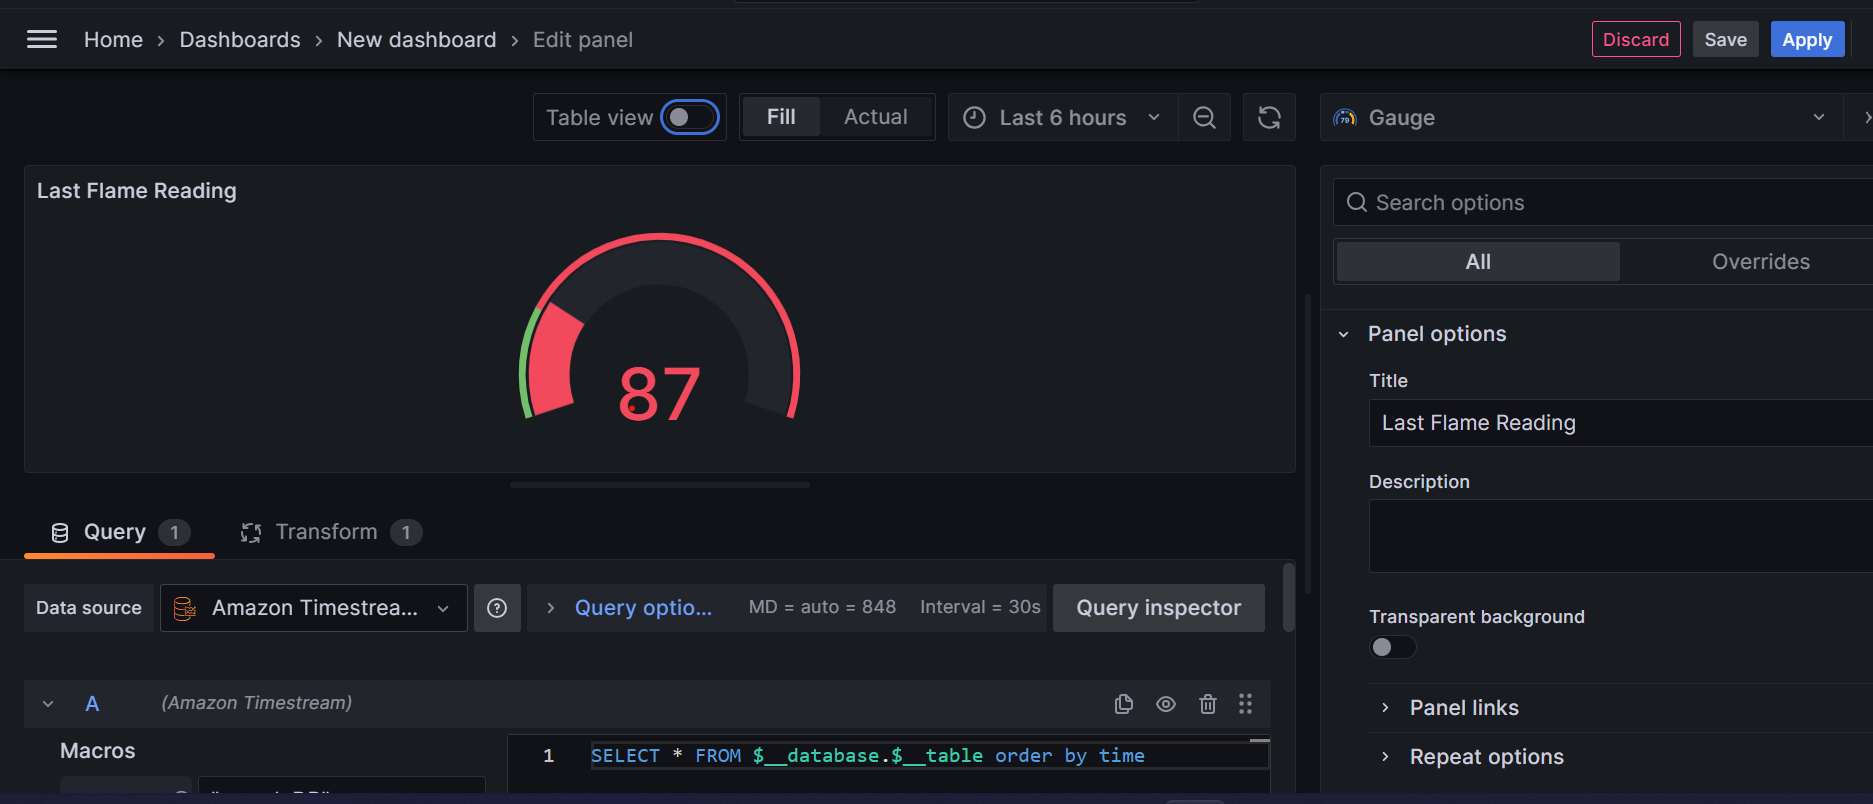 Home › Dashboards › New dashboard › Edit panel
Discard
Save
Apply
Table view
Fill
Actual
Last 6 hours
79
Gauge
Last Flame Reading
87
Search options
All
Overrides
Panel options
Title
Last Flame Reading
Description
Transparent background
Panel links
Repeat options
Query 1
Transform 1
Data source
Amazon Timestrea...
Query optio...
MD = auto = 848
Interval = 30s
Query inspector
A
(Amazon Timestream)
Macros
1
SELECT * FROM $__database.$__table order by time